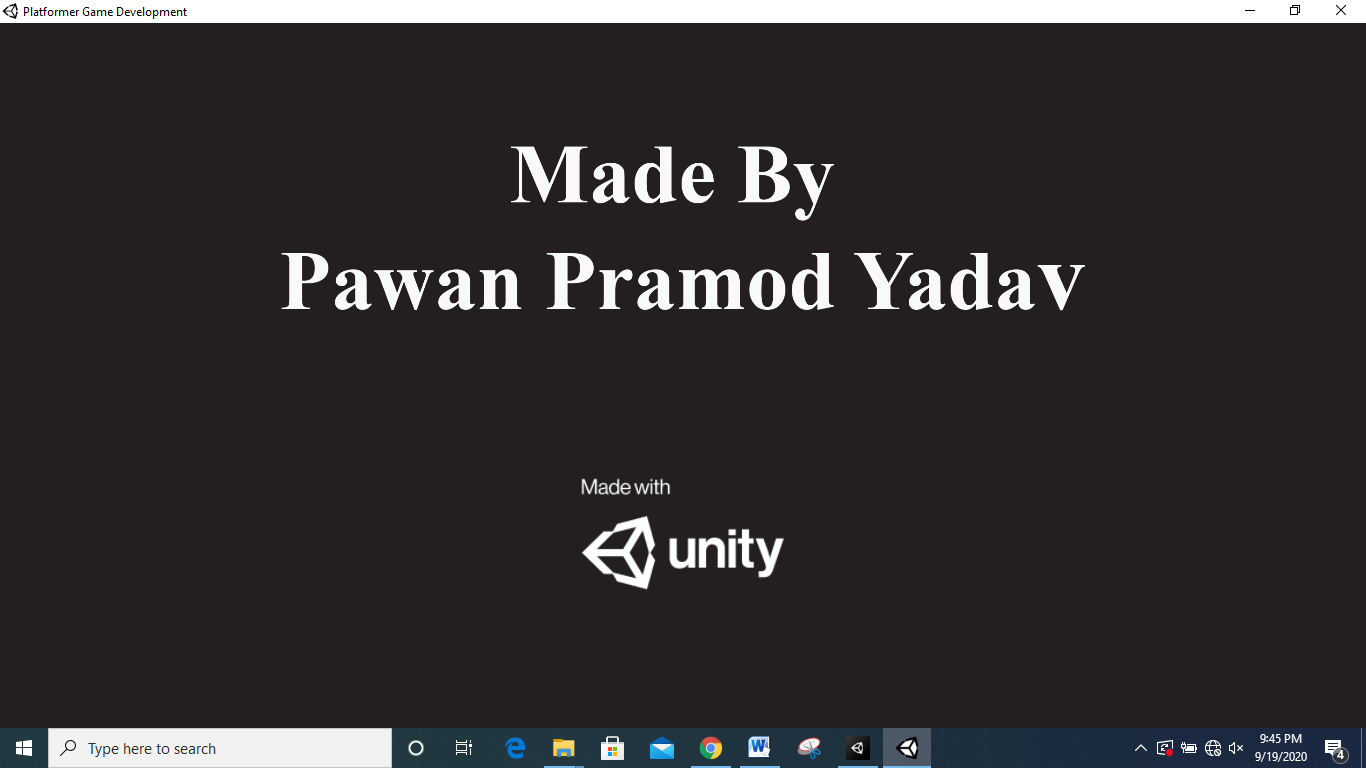 Platformer Game Development
Made By
Pawan Pramod Yadav
Made with
unity
Type here to search
9:45 PM
9/19/2020
4